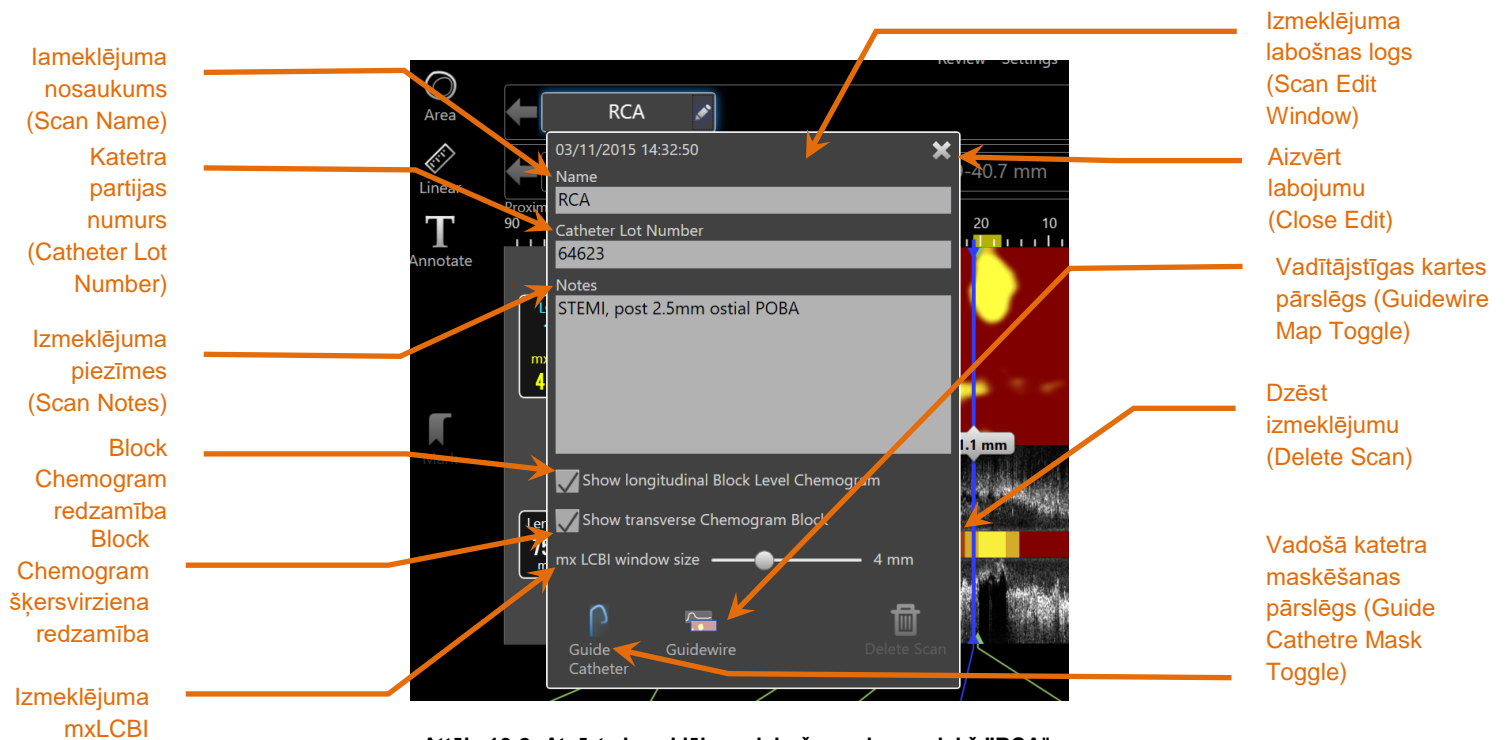 Iameklējuma
nosaukums
(Scan Name)
Katetra
partijas
numurs
(Catheter Lot
Number)
Izmeklējuma
piezīmes
(Scan Notes)
Block
Chemogram
redzamība
Block
Chemogram
šķersvirziena
redzamība
Izmeklējuma
mxLCBI
Review Settings
Area
Linear
Annotate
RCA
-40.7 mm
90
20 10
03/11/2015 14:32:50
Name
RCA
Catheter Lot Number
64623
Notes
STEMI, post 2.5mm ostial POBA
1.1 mm
Show longitudinal Block Level Chemogram
Show transverse Chemogram Block
mx LCBI window size 4 mm
Guide
Catheter
Guidewire
Delete Scan
Izmeklējuma
labošnas logs
(Scan Edit
Window)
Aizvērt
labojumu
(Close Edit)
Vadītājstīgas kartes
pārslēgs (Guidewire
Map Toggle)
Dzēst
izmeklējumu
(Delete Scan)
Vadošā katetra
maskēšanas
pārslēgs (Guide
Cathetre Mask
Toggle)